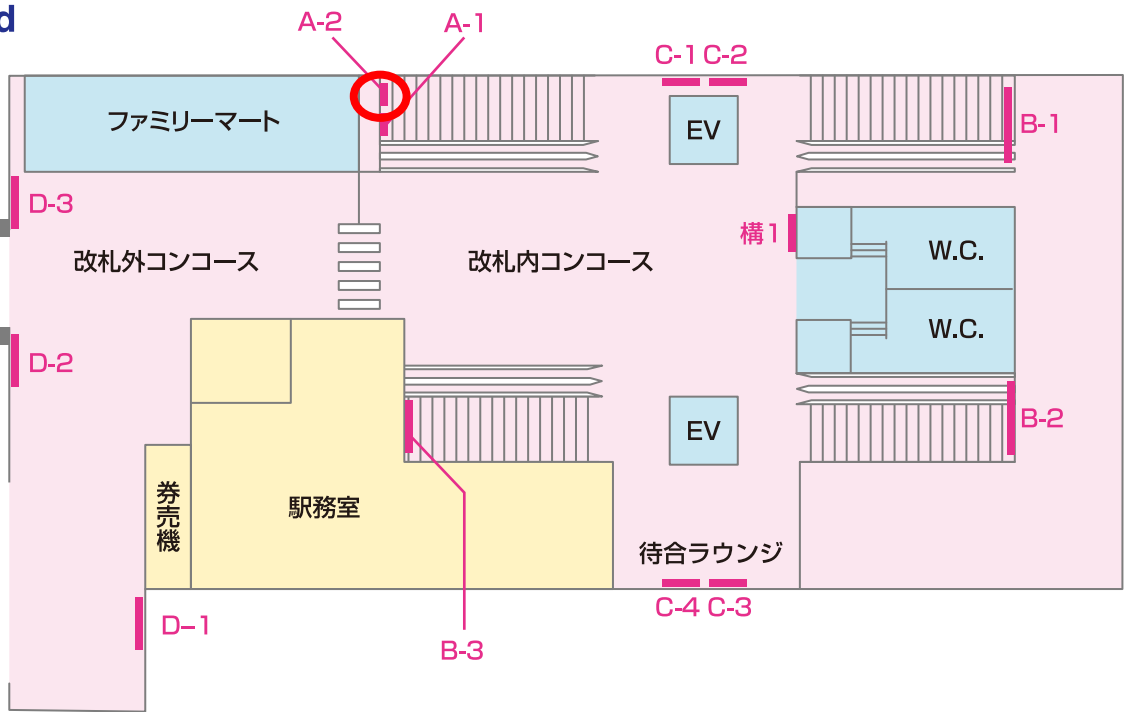 d
A-2
A-1
C-1 C-2
ファミリーマート
EV
B-1
D-3
構1
改札外コンコース
改札内コンコース
W.C.
W.C.
D-2
B-2
EV
券売機
駅務室
待合ラウンジ
C-4 C-3
D-1
B-3